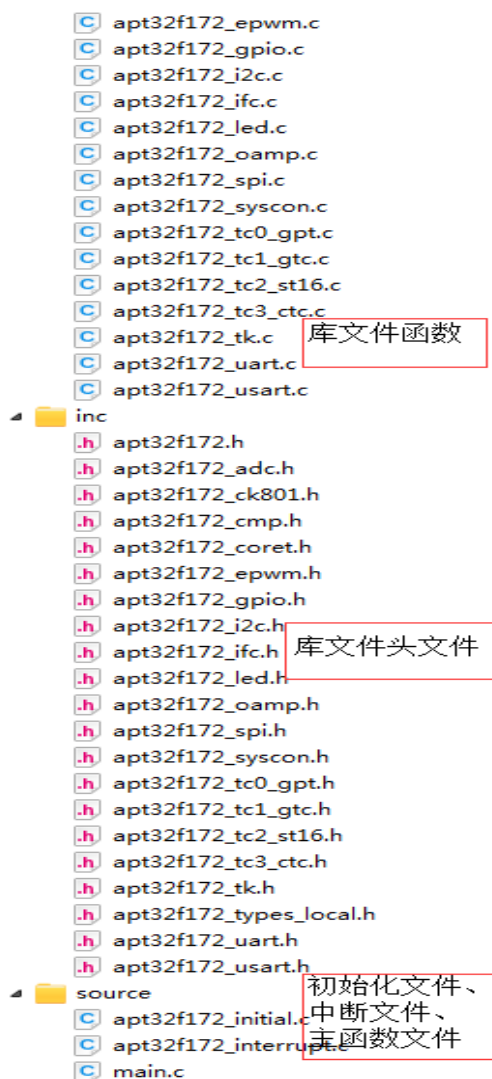 apt32f172_epwm.c
apt32f172_gpio.c
apt32f172_i2c.c
apt32f172_ifc.c
apt32f172_led.c
apt32f172_oamp.c
apt32f172_spi.c
apt32f172_syscon.c
apt32f172_tc0_gpt.c
apt32f172_tc1_gtc.c
apt32f172_tc2_st16.c
apt32f172_tc3_ctc.c
apt32f172_tk.c
库文件函数
apt32f172_uart.c
apt32f172_usart.c
inc
apt32f172.h
apt32f172_adc.h
apt32f172_ck801.h
apt32f172_cmp.h
apt32f172_coret.h
apt32f172_epwm.h
apt32f172_gpio.h
apt32f172_i2c.h
apt32f172_ifc.h
库文件头文件
apt32f172_led.h
apt32f172_oamp.h
apt32f172_spi.h
apt32f172_syscon.h
apt32f172_tc0_gpt.h
apt32f172_tc1_gtc.h
apt32f172_tc2_st16.h
apt32f172_tc3_ctc.h
apt32f172_tk.h
apt32f172_types_local.h
apt32f172_uart.h
apt32f172_usart.h
source
初始化文件、
中断文件、
主函数文件
apt32f172_initial.c
apt32f172_interrupt.c
main.c